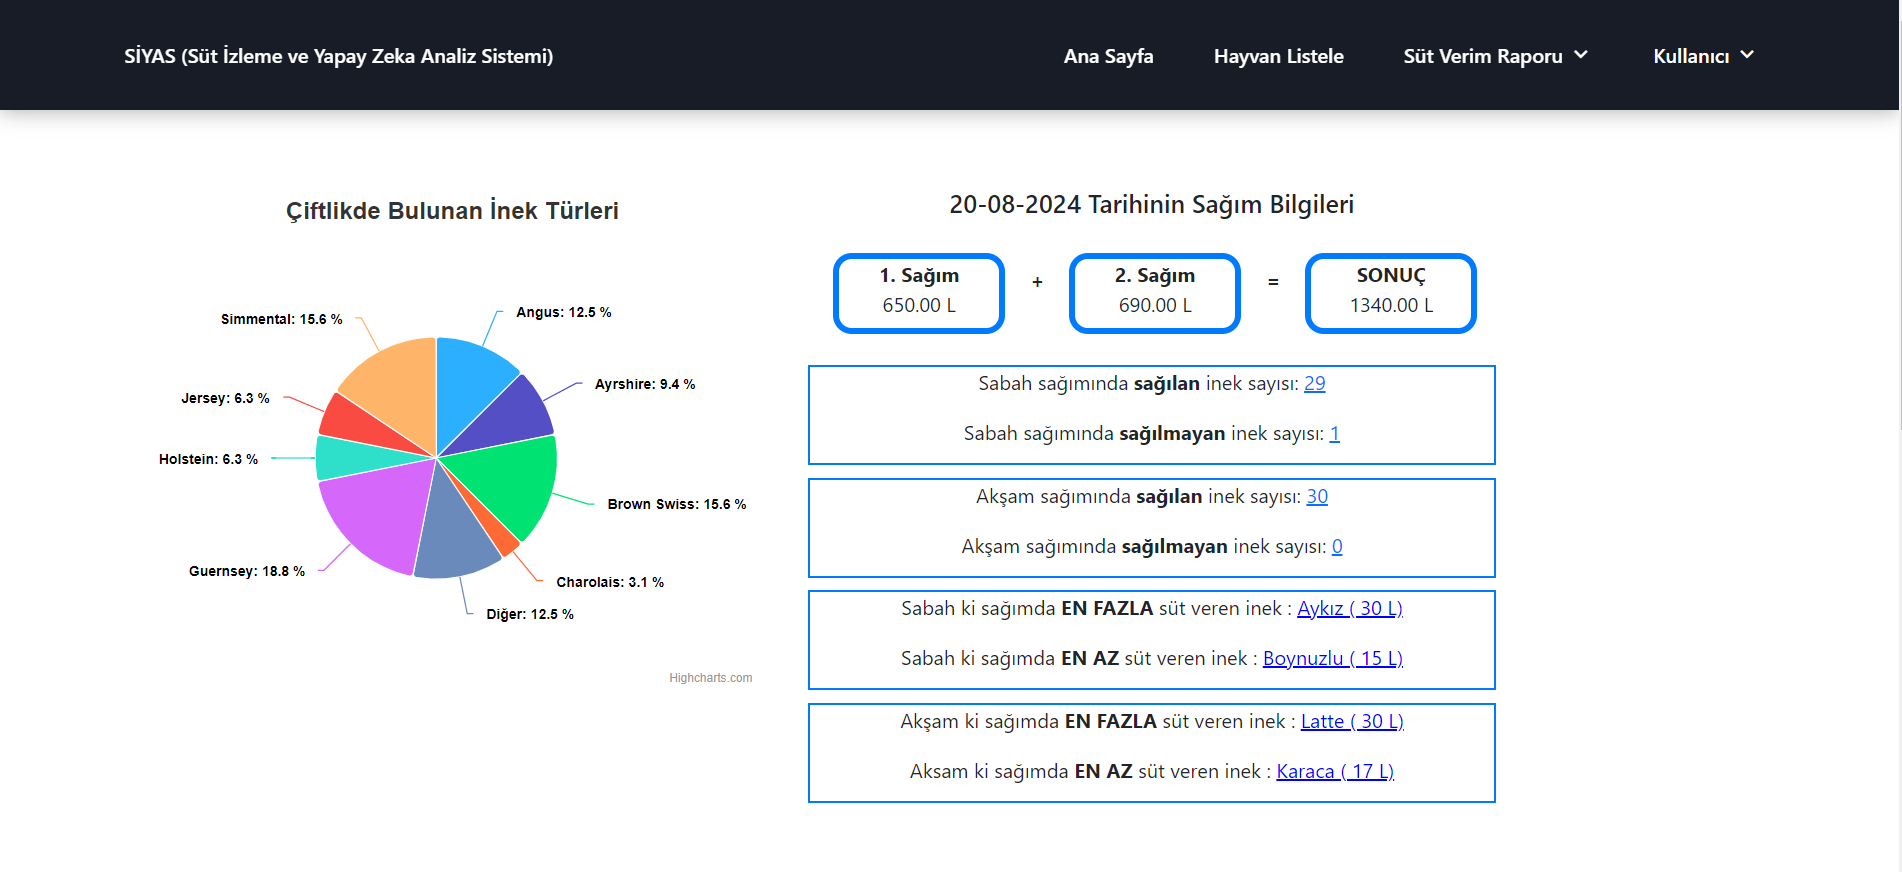 SİYAS (Süt İzleme ve Yapay Zeka Analiz Sistemi)
Ana Sayfa
Hayvan Listele
Süt Verim Raporu
Kullanıcı
Çiftlikde Bulunan İnek Türleri
Simmental: 15.6 %
Angus: 12.5 %
Ayrshire: 9.4 %
Jersey: 6.3 %
Holstein: 6.3 %
Brown Swiss: 15.6 %
Guernsey: 18.8 %
Charolais: 3.1 %
Diğer: 12.5 %
Highcharts.com
20-08-2024 Tarihinin Sağım Bilgileri
1. Sağım
650.00 L
+
2. Sağım
690.00 L
=
SONUÇ
1340.00 L
Sabah sağımında sağılan inek sayısı: 29
Sabah sağımında sağılmayan inek sayısı: 1
Akşam sağımında sağılan inek sayısı: 30
Akşam sağımında sağılmayan inek sayısı: 0
Sabah ki sağımda EN FAZLA süt veren inek : Aykız ( 30 L)
Sabah ki sağımda EN AZ süt veren inek : Boynuzlu ( 15 L)
Akşam ki sağımda EN FAZLA süt veren inek : Latte ( 30 L)
Aksam ki sağımda EN AZ süt veren inek : Karaca ( 17 L)